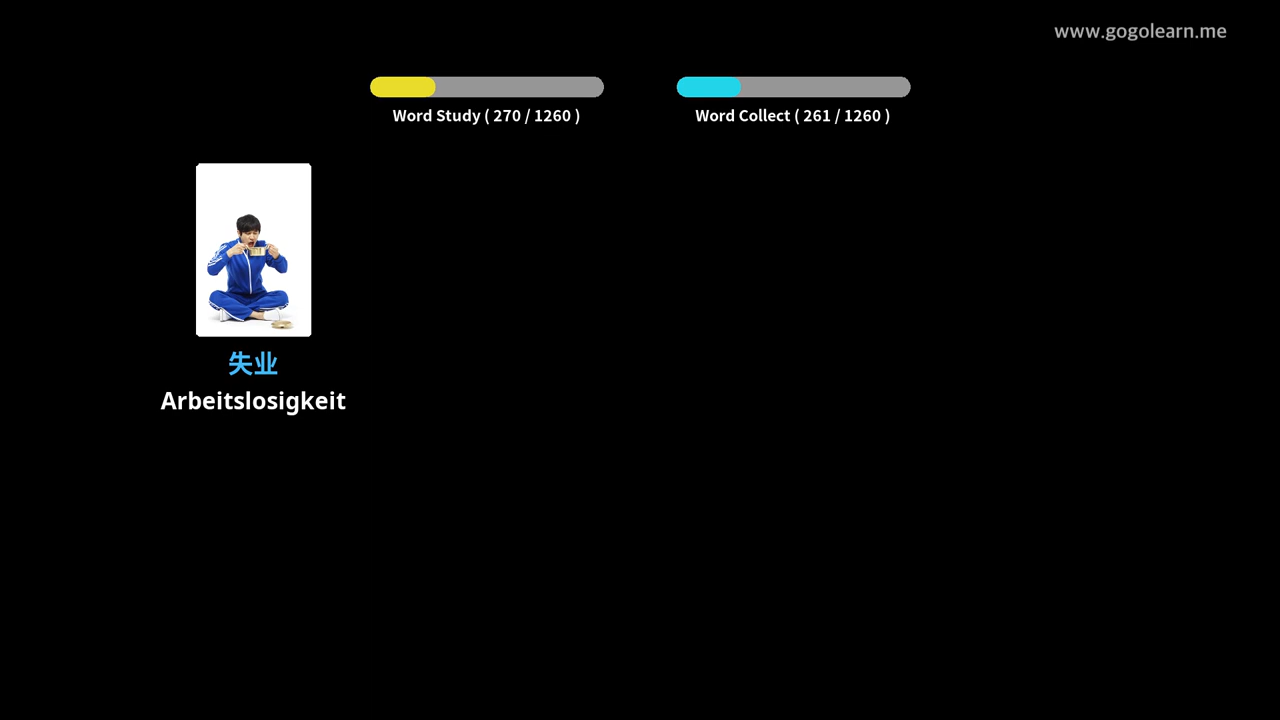 www.gogolearn.me
Word Study ( 270 / 1260 )
Word Collect ( 261 / 1260 )
失业
Arbeitslosigkeit